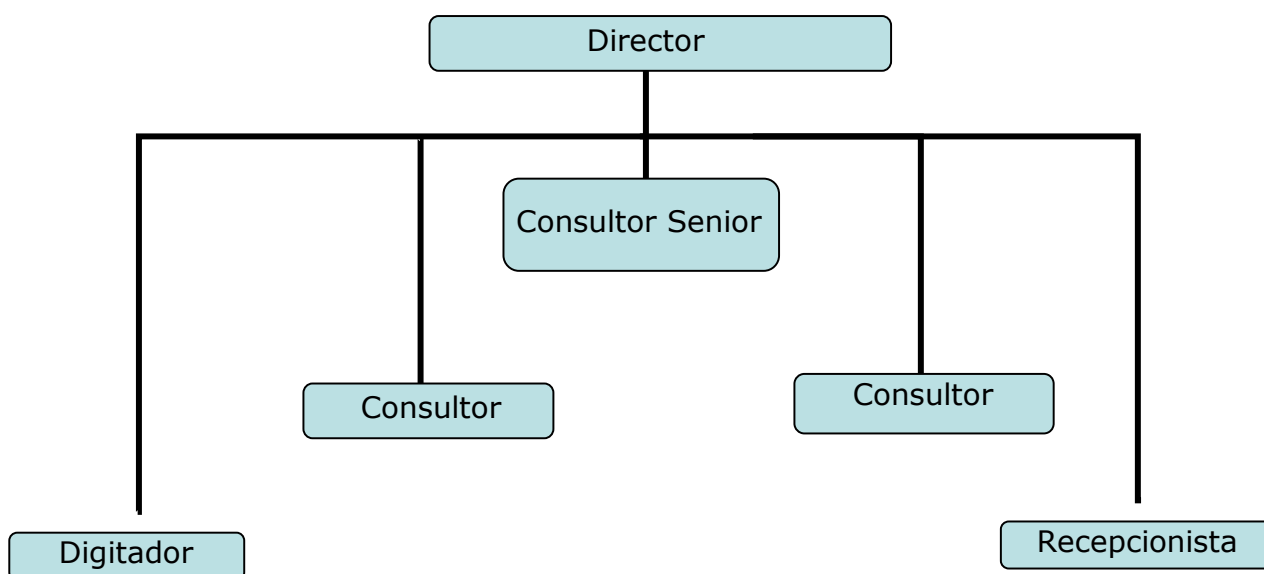 Director
Consultor Senior
Consultor
Consultor
Digitador
Recepcionista